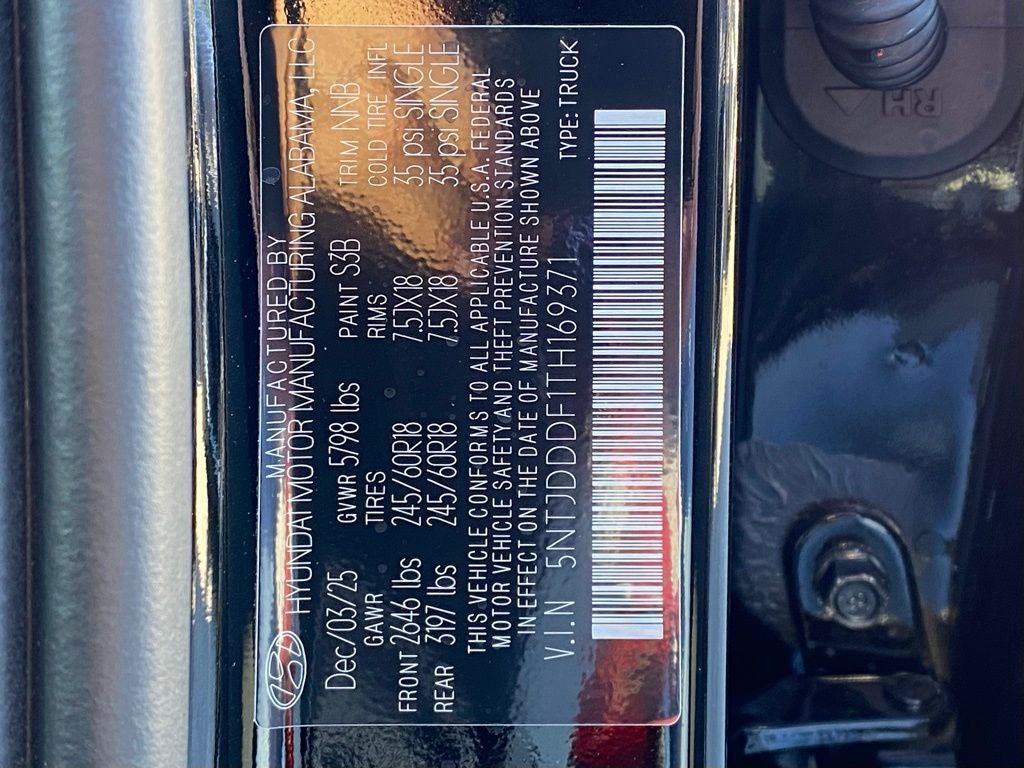 MANUFACTURED BY
HYUNDAI MOTOR MANUFACTURING ALABAMA, LLC
Dec/03/25 GVWR 5798 lbs PAINT S3B TRIM NNB
GAWR TIRES RIMS COLD TIRE INFL
FRONT 2646 lbs 245/60R18 7.5JX18 35 psi SINGLE
REAR 3197 lbs 245/60R18 7.5JX18 35 psi SINGLE
THIS VEHICLE CONFORMS TO ALL APPLICABLE U.S.A. FEDERAL
MOTOR VEHICLE SAFETY AND THEFT PREVENTION STANDARDS
IN EFFECT ON THE DATE OF MANUFACTURE SHOWN ABOVE
V.I.N 5NTJDDDF1TH169371 TYPE: TRUCK
RH